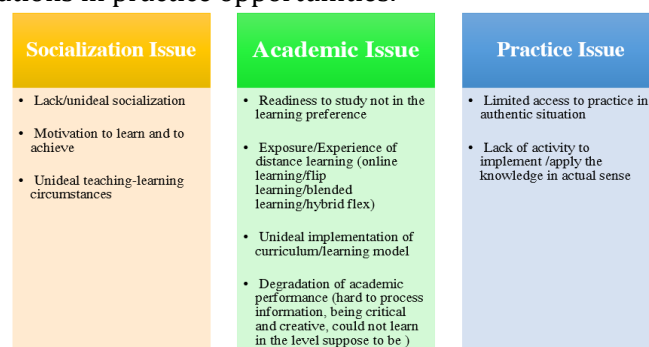 ations in practice opportunities.
Socialization Issue
• Lack/unideal socialization
• Motivation to learn and to
achieve
• Unideal teaching-learning
circumstances
Academic Issue
• Readiness to study not in the
learning preference
• Exposure/Experience of
distance learning (online
learning/flip
learning/blended
learning/hybrid flex)
• Unideal implementation of
curriculum/learning model
• Degradation of academic
performance (hard to process
information, being critical
and creative, could not learn
in the level suppose to be )
Practice Issue
• Limited access to practice in
authentic situation
• Lack of activity to
implement /apply the
knowledge in actual sense